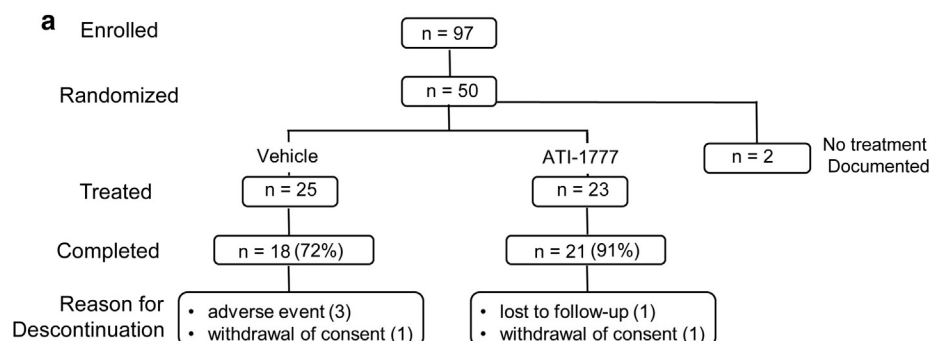 a
Enrolled
n = 97
Randomized
n = 50
Vehicle
ATI-1777
n = 2
No treatment
Documented
Treated
n = 25
n = 23
Completed
n = 18 (72%)
n = 21 (91%)
Reason for
Discontinuation
• adverse event (3)
• withdrawal of consent (1)
• lost to follow-up (1)
• withdrawal of consent (1)